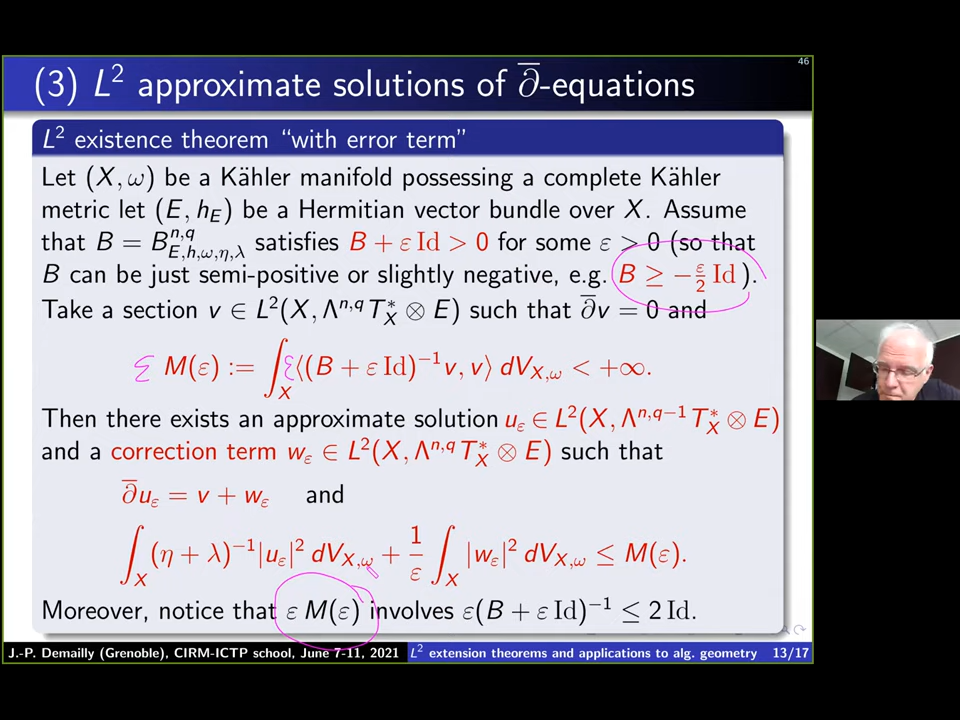 46
(3) L² approximate solutions of ∂̅-equations
L² existence theorem “with error term”
Let (X, ω) be a Kähler manifold possessing a complete Kähler
metric let (E, h_E) be a Hermitian vector bundle over X. Assume
that B = B^{n,q}_{E,h,ω,η,λ} satisfies B + ε Id > 0 for some ε > 0 (so that
B can be just semi-positive or slightly negative, e.g. B ≥ −ε/2 Id ).
Take a section v ∈ L²(X, Λ^{n,q} T*_X ⊗ E) such that ∂̅v = 0 and
ε M(ε) := ∫_X ε⟨(B + ε Id)^{−1} v, v⟩ dV_{X,ω} < +∞.
Then there exists an approximate solution u_ε ∈ L²(X, Λ^{n,q−1} T*_X ⊗ E)
and a correction term w_ε ∈ L²(X, Λ^{n,q} T*_X ⊗ E) such that
∂̅u_ε = v + w_ε and
∫_X (η + λ)^{−1}|u_ε|² dV_{X,ω} + 1/ε ∫_X |w_ε|² dV_{X,ω} ≤ M(ε).
Moreover, notice that ε M(ε) involves ε(B + ε Id)^{−1} ≤ 2 Id.
J.-P. Demailly (Grenoble), CIRM-ICTP school, June 7-11, 2021 L² extension theorems and applications to alg. geometry 13/17